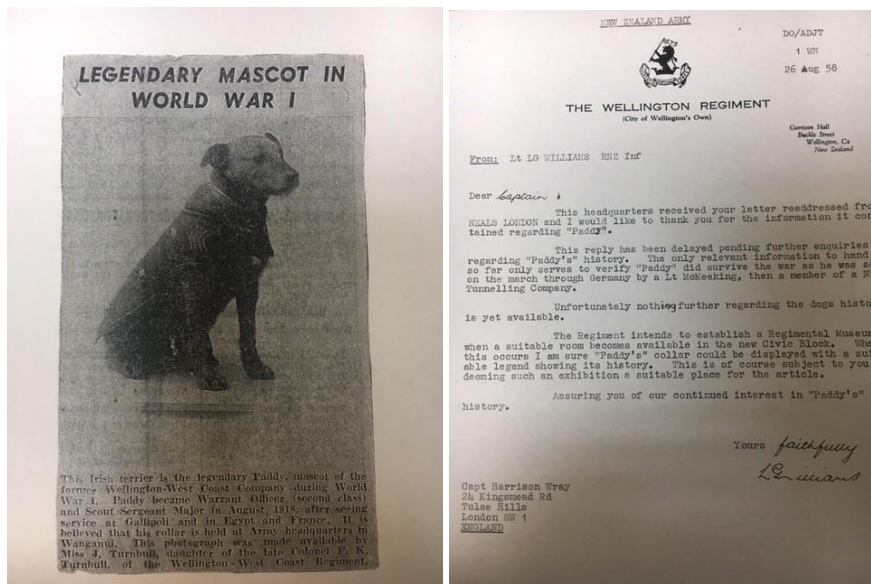 LEGENDARY MASCOT IN
WORLD WAR I
This Irish terrier is the legendary Paddy, mascot of the
former Wellington-West Coast Company during World
War I. Paddy became Warrant Officer (second class)
and Scout Sergeant Major in August, 1918, after seeing
service at Gallipoli and in Egypt and France. It is
believed that his collar is held at Army headquarters in
Wanganui. This photograph was made available by
Miss J. Turnbull, daughter of the late Colonel F. K.
Turnbull, of the Wellington-West Coast Regiment.
NEW ZEALAND ARMY
DO/ADJT
1 WN
26 Aug 58
THE WELLINGTON REGIMENT
(City of Wellington's Own)
Garrison Hall
Buckle Street
Wellington, C2
New Zealand
From: Lt LG WILLIAMS RNZ Inf
Dear Captain,
This headquarters received your letter readdressed fro
NEALS LONDON and I would like to thank you for the information it con
tained regarding "Paddy".
This reply has been delayed pending further enquiries
regarding "Paddy's" history. The only relevant information to hand
so far only serves to verify "Paddy" did survive the war as he was se
on the march through Germany by a Lt McKeeking, then a member of a N
Tunnelling Company.
Unfortunately nothing further regarding the dogs histo
is yet available.
The Regiment intends to establish a Regimental Museum
when a suitable room becomes available in the new Civic Block. Whe
this occurs I am sure "Paddy's" collar could be displayed with a sui
able legend showing its history. This is of course subject to you
deeming such an exhibition a suitable place for the article.
Assuring you of our continued interest in "Paddy's"
history.
Yours faithfully
LGWilliams
Capt Harrison Wray
24 Kingsmead Rd
Tulse Hills
London SW 1
ENGLAND